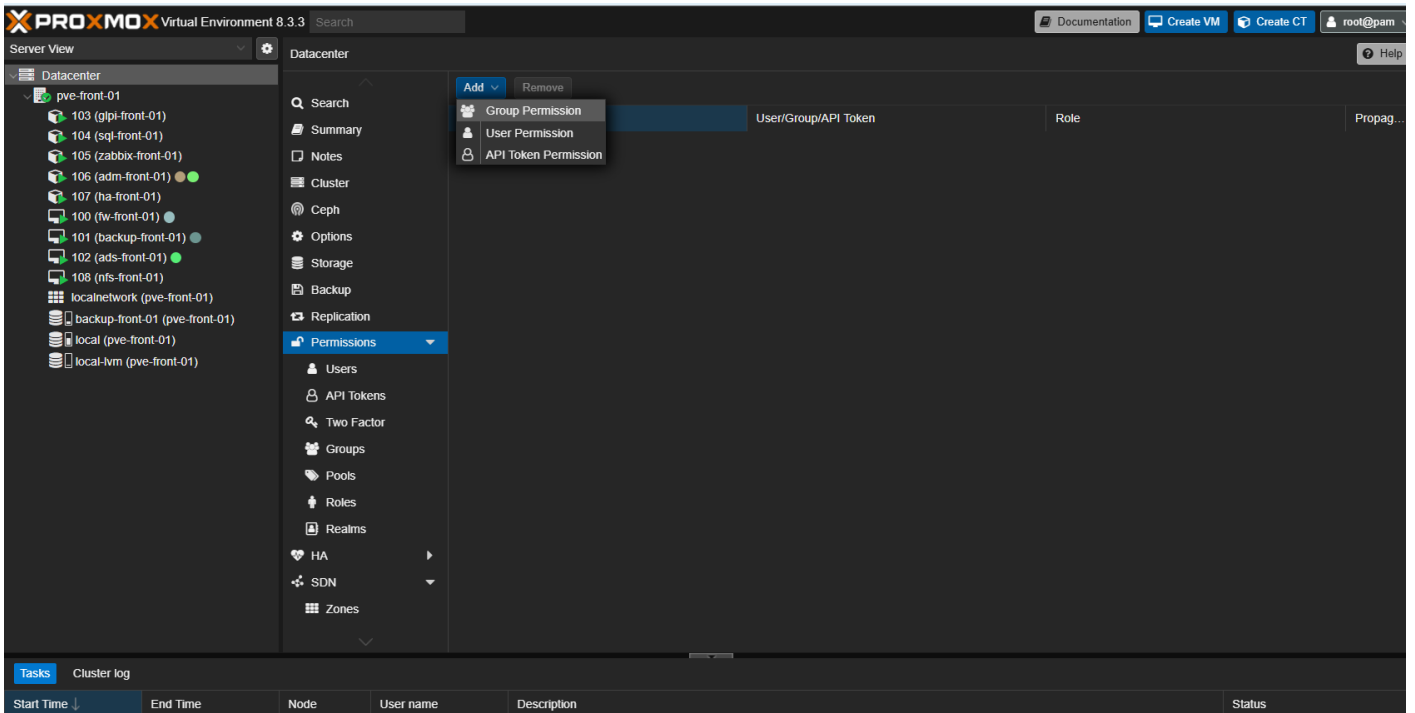 PROXMOX Virtual Environment 8.3.3 Search Documentation Create VM Create CT root@pam
Server View
Datacenter
pve-front-01
103 (glpi-front-01)
104 (sql-front-01)
105 (zabbix-front-01)
106 (adm-front-01)
107 (ha-front-01)
100 (fw-front-01)
101 (backup-front-01)
102 (ads-front-01)
108 (nfs-front-01)
localnetwork (pve-front-01)
backup-front-01 (pve-front-01)
local (pve-front-01)
local-lvm (pve-front-01)
Datacenter Help
Search
Summary
Notes
Cluster
Ceph
Options
Storage
Backup
Replication
Permissions
Users
API Tokens
Two Factor
Groups
Pools
Roles
Realms
HA
SDN
Zones
Add Remove
Group Permission
User Permission
API Token Permission
User/Group/API Token Role Propag...
Tasks Cluster log
Start Time End Time Node User name Description Status